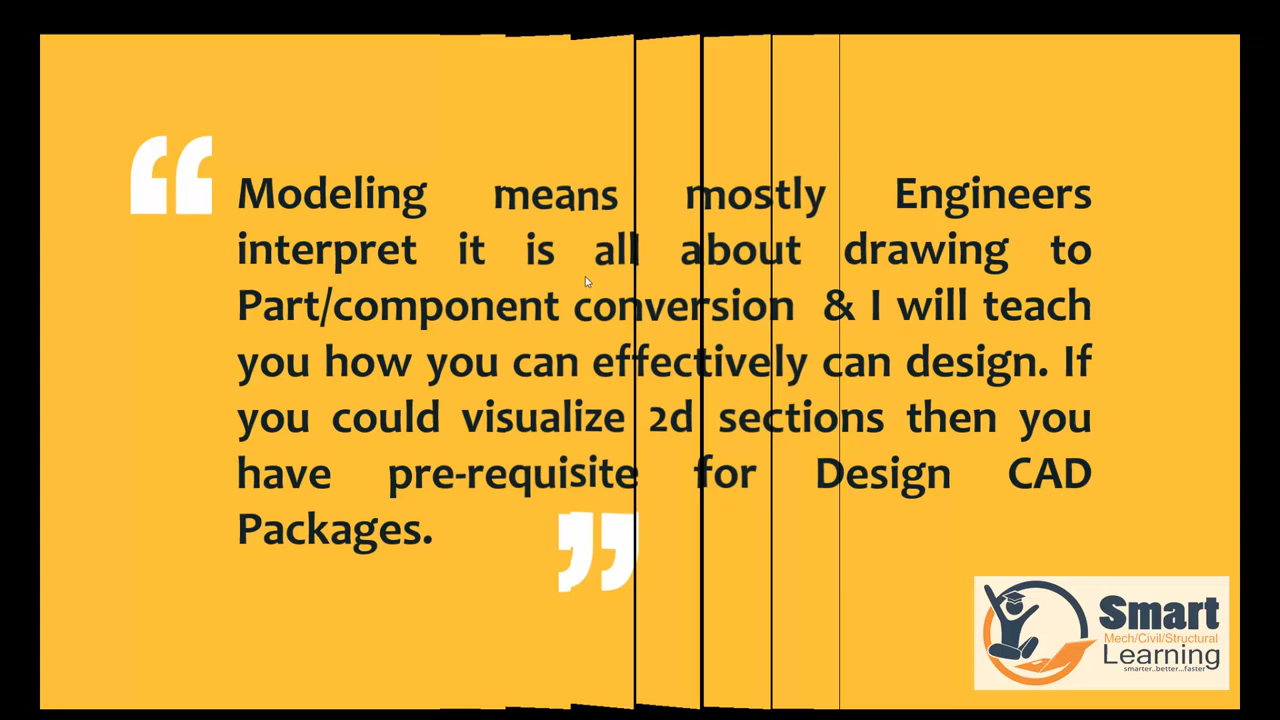 “
Modeling means mostly Engineers
interpret it is all about drawing to
Part/component conversion & I will teach
you how you can effectively can design. If
you could visualize 2d sections then you
have pre-requisite for Design CAD
Packages.
”
Smart
Mech/Civil/Structural
Learning
smarter..better...faster